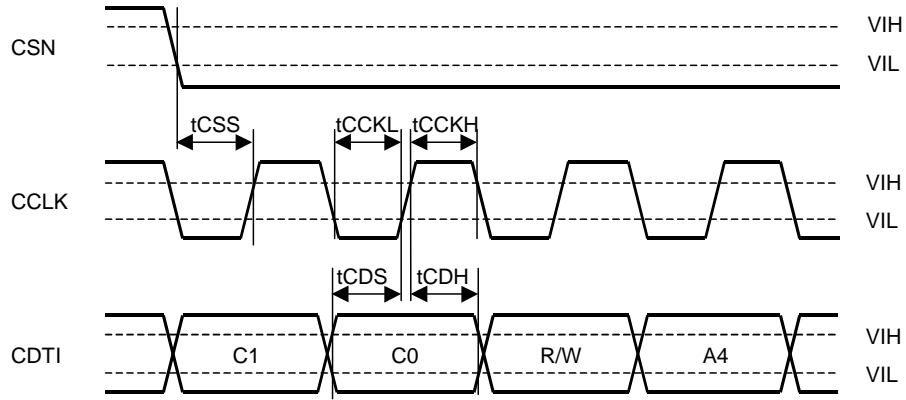 CSN
VIH
VIL
tCSS
tCCKL
tCCKH
CCLK
VIH
VIL
tCDS
tCDH
CDTI
C1
C0
R/W
A4
VIH
VIL